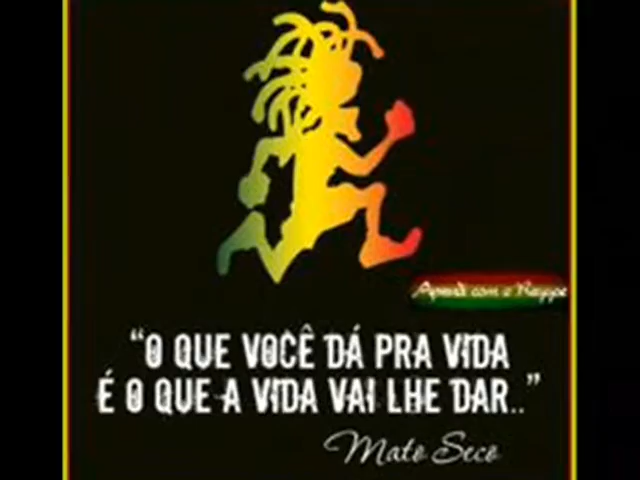 Aprendi com o Reggae
“O QUE VOCÊ DÁ PRA VIDA
É O QUE A VIDA VAI LHE DAR..”
Mato Seco